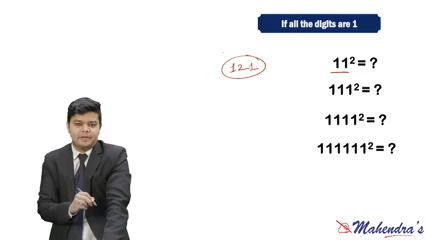 If all the digits are 1
121
11² = ?
111² = ?
1111² = ?
111111² = ?
Mahendra's